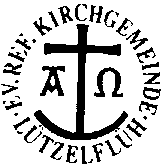 · EV. REF. KIRCHGEMEINDE ·
LÜTZELFLÜH
Α Ω